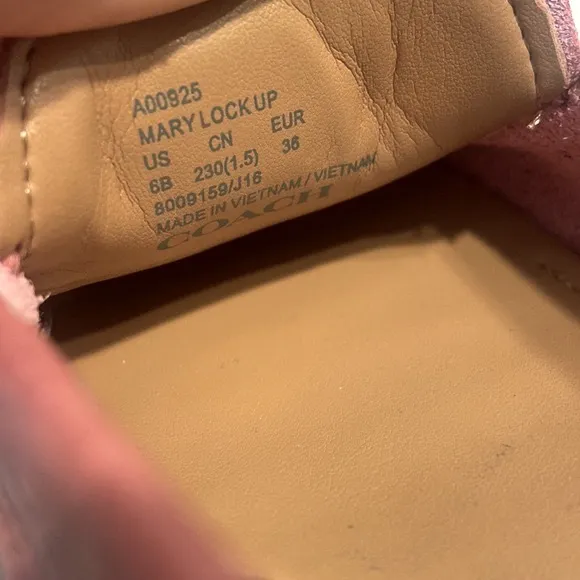 A00925
MARY LOCK UP
US CN EUR
6B 230(1.5) 36
8009159/J16
MADE IN VIETNAM / VIETNAM
COACH